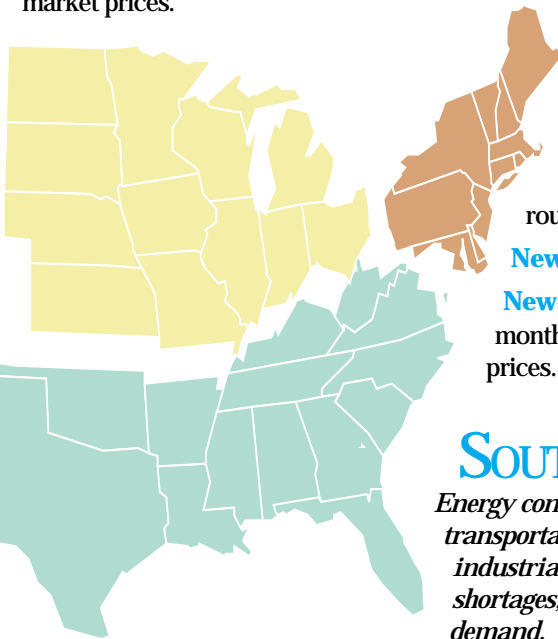 market prices.
rou
New
New
month
prices.
SOUT
Energy con
transporta
industria
shortages,
demand.